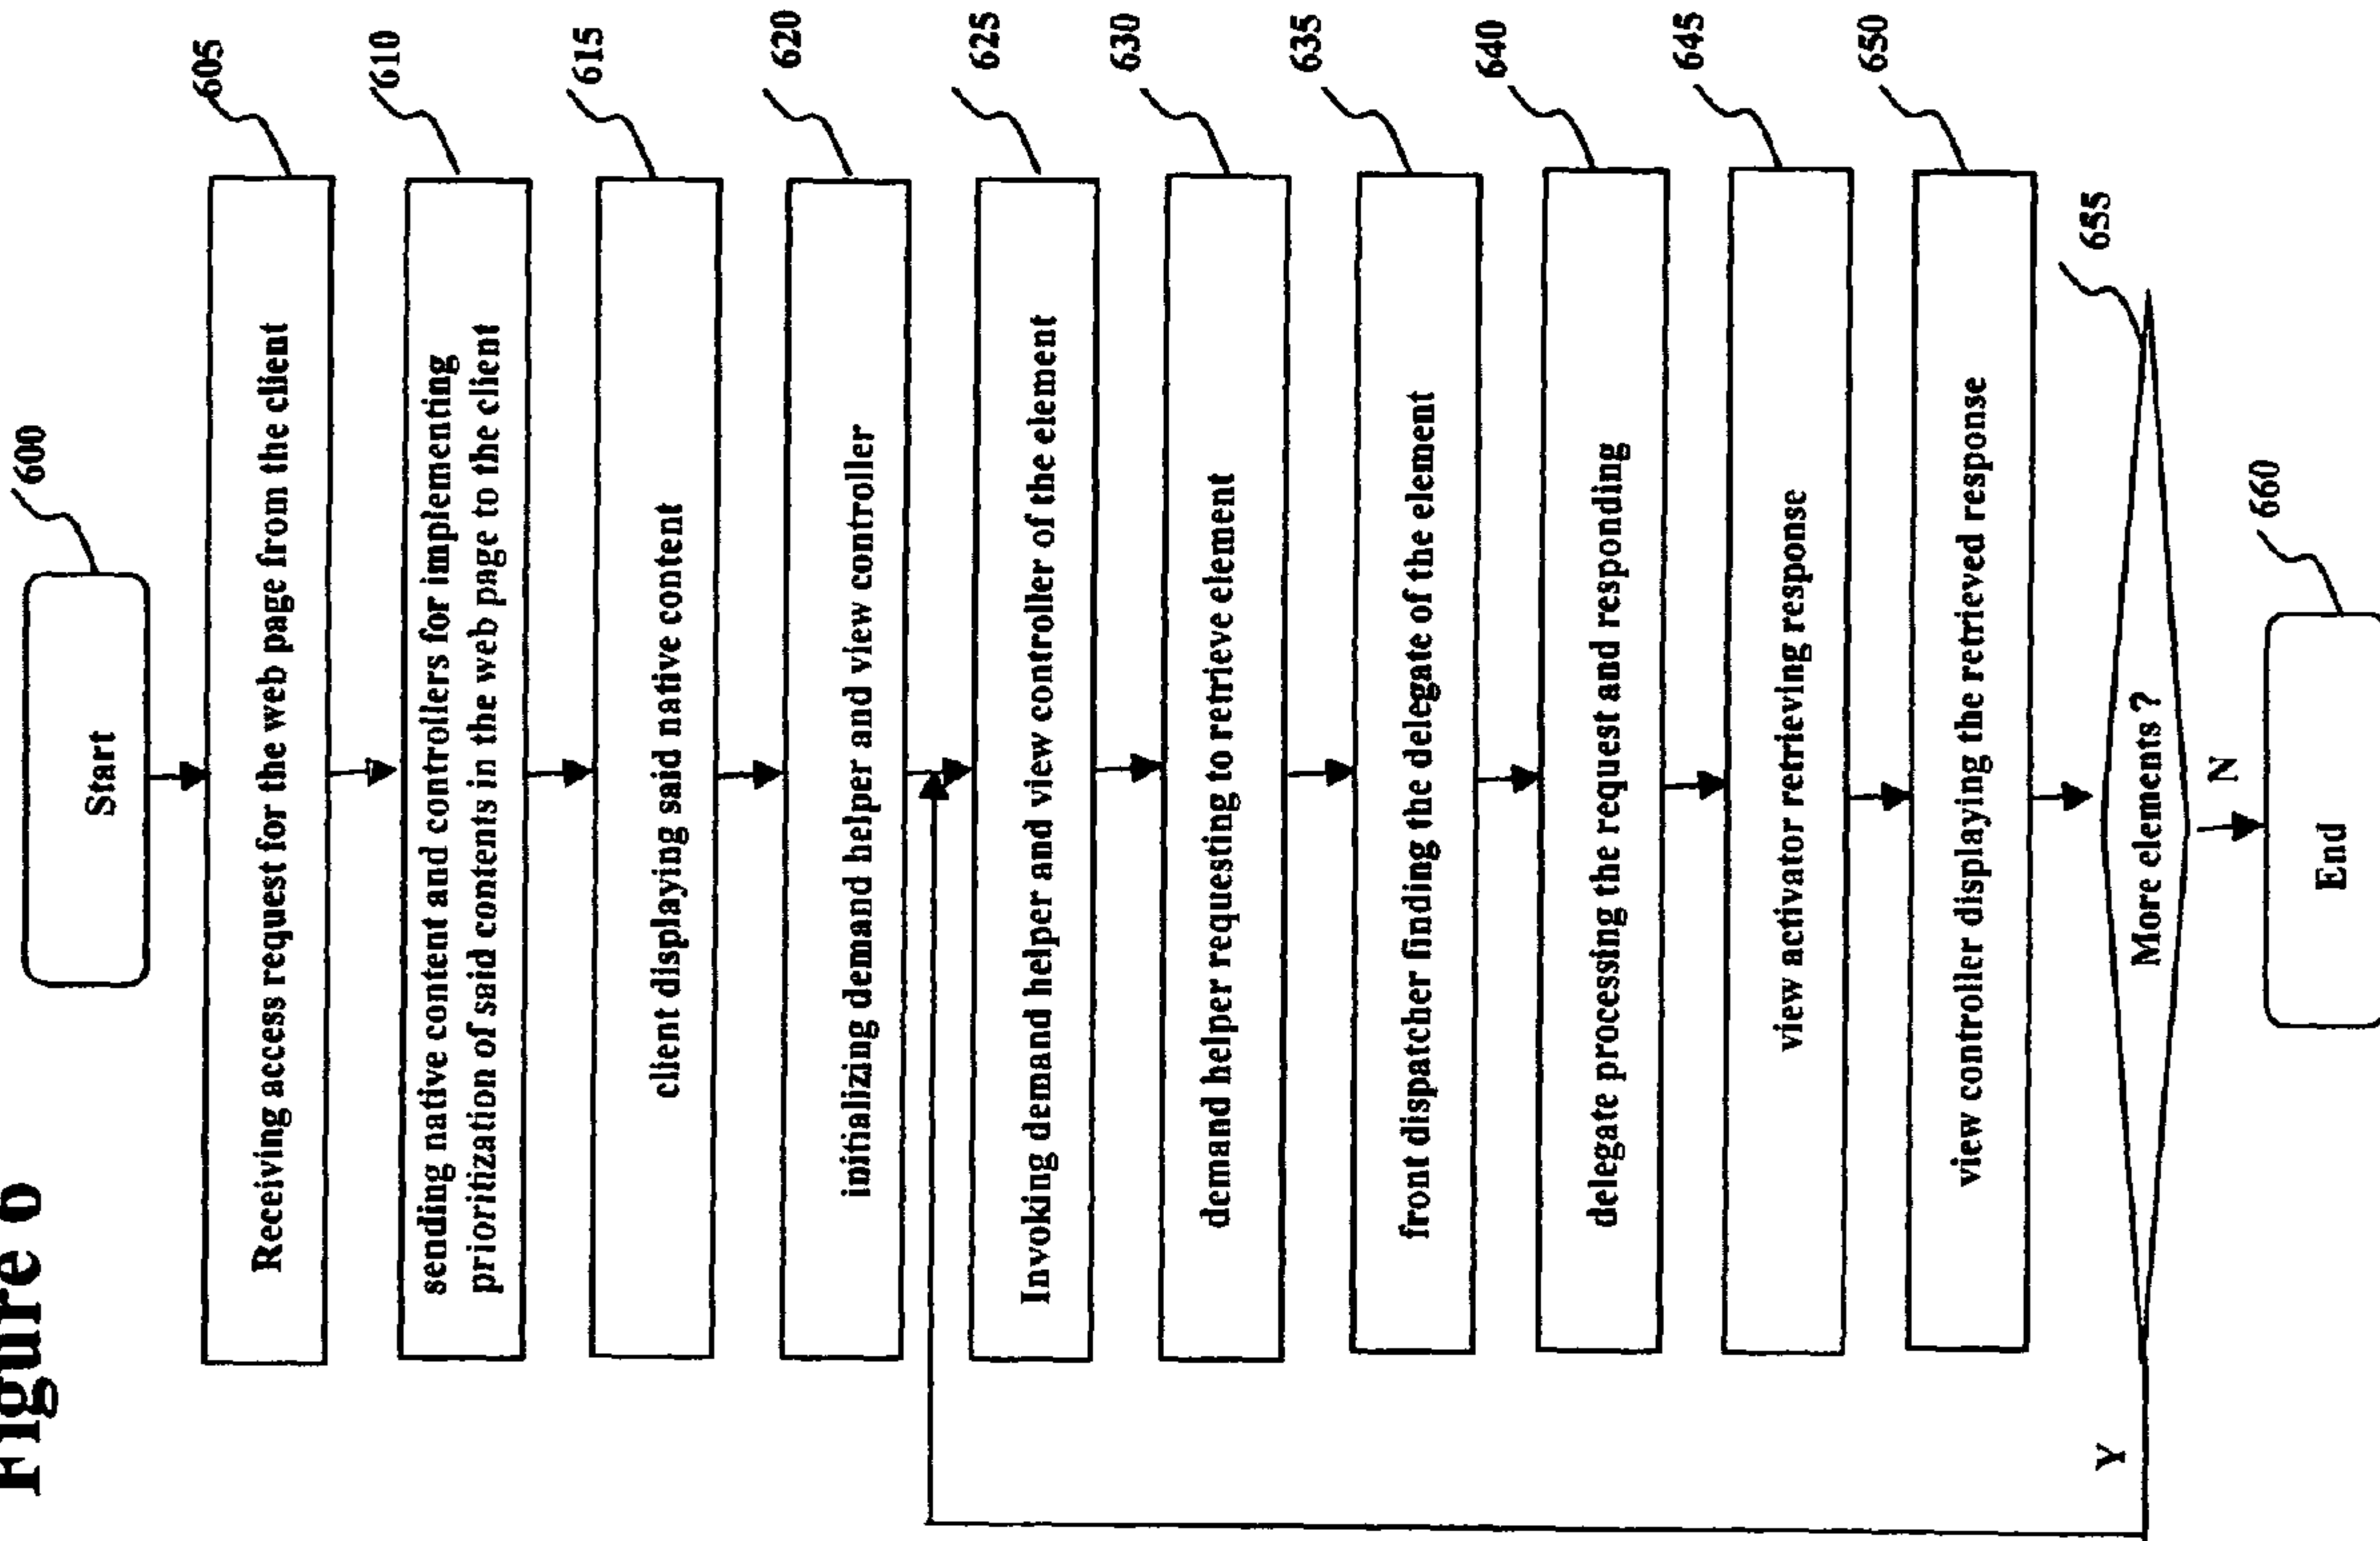 Figure 6
600
Start
605
Receiving access request for the web page from the client
610
sending native content and controllers for implementing
prioritization of said contents in the web page to the client
615
client displaying said native content
620
initializing demand helper and view controller
625
Invoking demand helper and view controller of the element
630
demand helper requesting to retrieve element
635
front dispatcher finding the delegate of the element
640
delegate processing the request and responding
645
view activator retrieving response
650
view controller displaying the retrieved response
655
More elements ?
Y
N
660
End